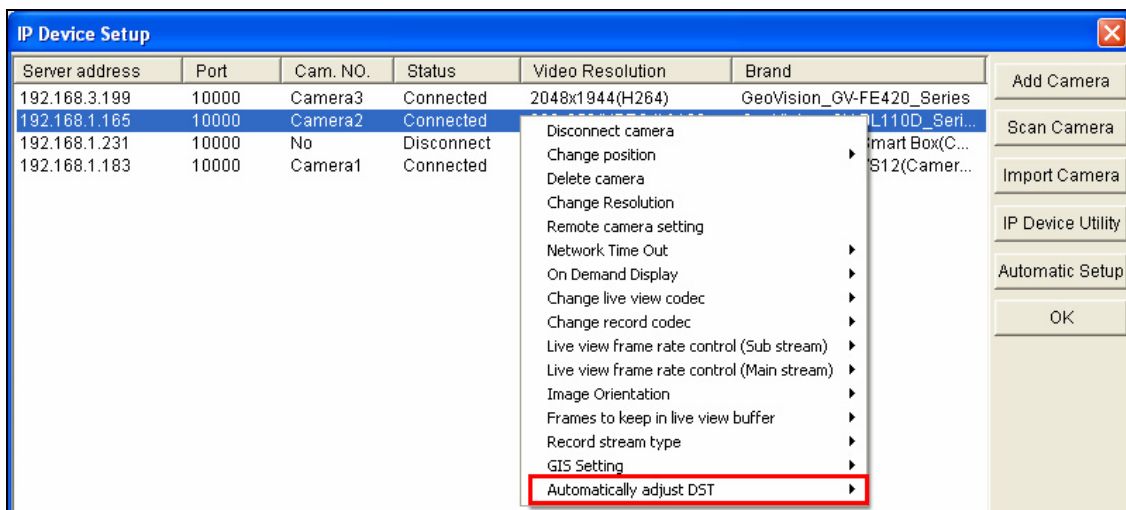 IP Device Setup
Server address Port Cam. NO. Status Video Resolution Brand
192.168.3.199 10000 Camera3 Connected 2048x1944(H264) GeoVision_GV-FE420_Series
192.168.1.165 10000 Camera2 Connected
192.168.1.231 10000 No Disconnect mart Box(C...
192.168.1.183 10000 Camera1 Connected S12(Camer...
Disconnect camera
Change position
Delete camera
Change Resolution
Remote camera setting
Network Time Out
On Demand Display
Change live view codec
Change record codec
Live view frame rate control (Sub stream)
Live view frame rate control (Main stream)
Image Orientation
Frames to keep in live view buffer
Record stream type
GIS Setting
Automatically adjust DST
Add Camera
Scan Camera
Import Camera
IP Device Utility
Automatic Setup
OK